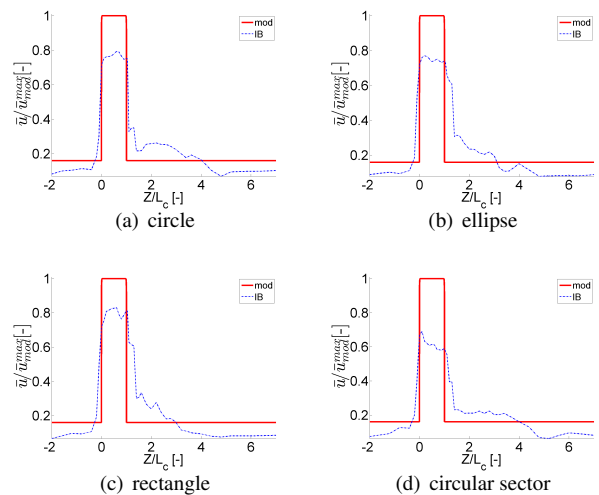 1
0.8
0.6
0.4
0.2
-2 0 2 4 6
ū/ū_mod^max[-]
Z/L_c [-]
mod
IB
(a) circle
1
0.8
0.6
0.4
0.2
-2 0 2 4 6
ū/ū_mod^max[-]
Z/L_c [-]
mod
IB
(b) ellipse
1
0.8
0.6
0.4
0.2
-2 0 2 4 6
ū/ū_mod^max[-]
Z/L_c [-]
mod
IB
(c) rectangle
1
0.8
0.6
0.4
0.2
-2 0 2 4 6
ū/ū_mod^max[-]
Z/L_c [-]
mod
IB
(d) circular sector